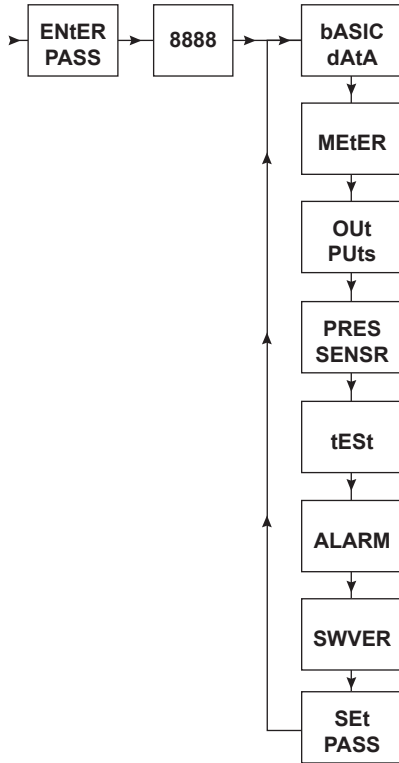 ENtER
PASS
8888
bASIC
dAtA
MEtER
OUt
PUts
PRES
SENSR
tESt
ALARM
SWVER
SEt
PASS